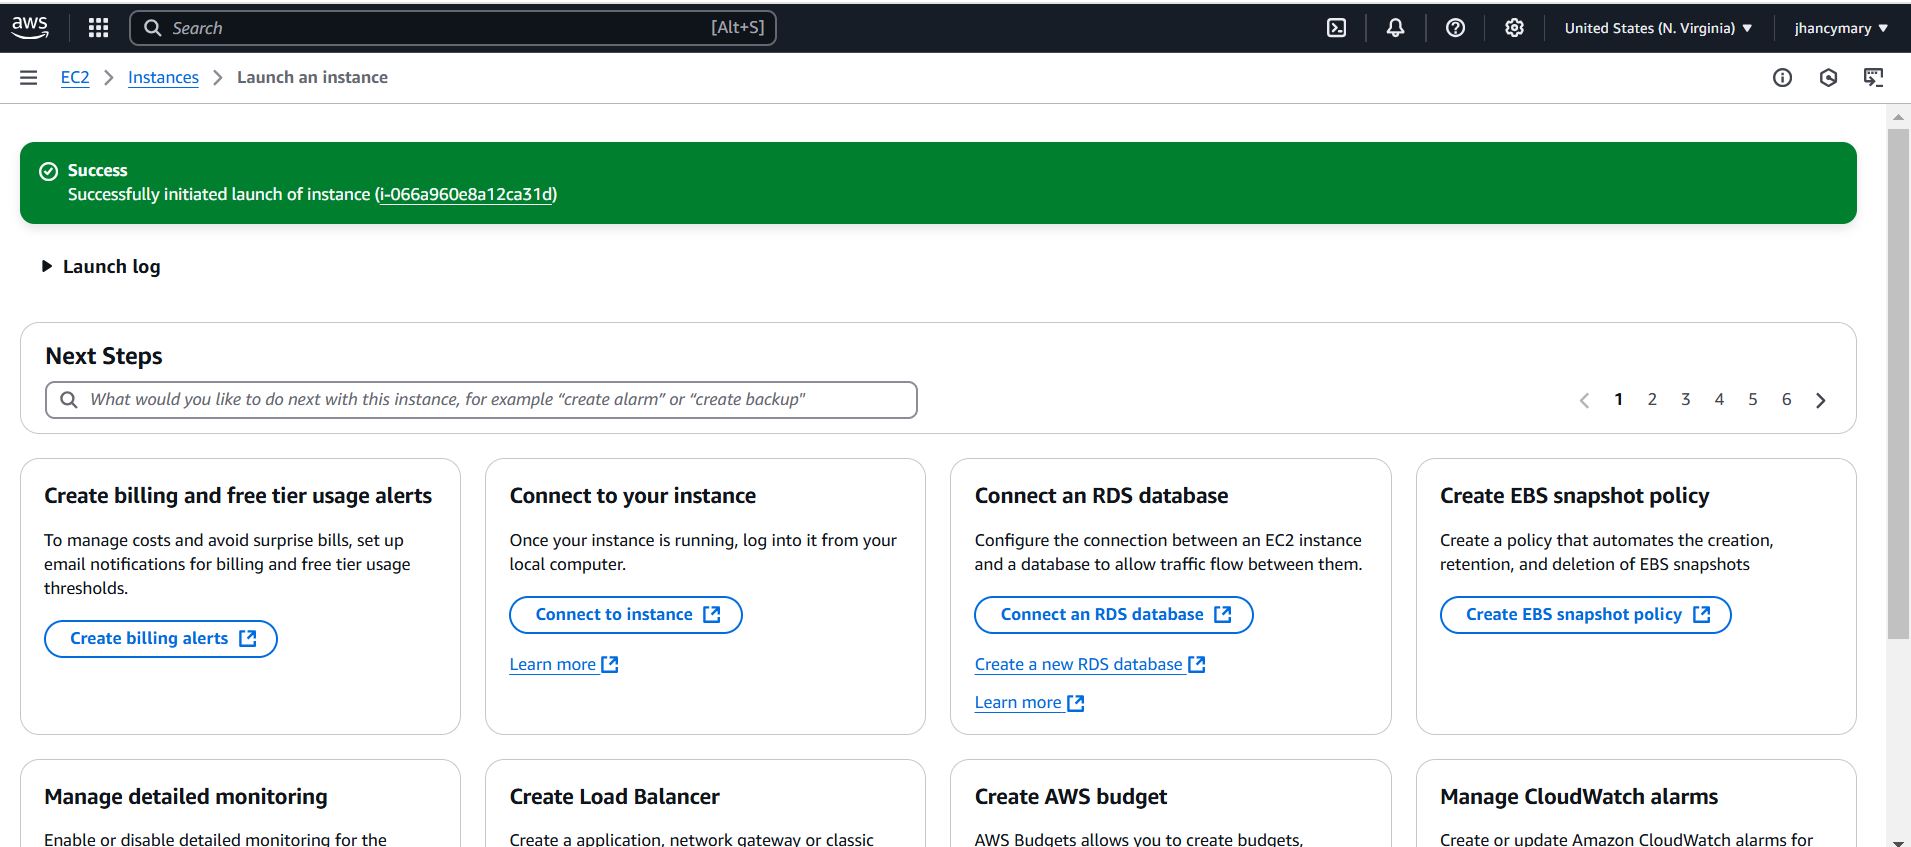 aws
Search [Alt+S]
United States (N. Virginia)
jhancymary
EC2
Instances
Launch an instance
Success
Successfully initiated launch of instance (i-066a960e8a12ca31d)
Launch log
Next Steps
What would you like to do next with this instance, for example “create alarm” or “create backup”
1 2 3 4 5 6
Create billing and free tier usage alerts
To manage costs and avoid surprise bills, set up
email notifications for billing and free tier usage
thresholds.
Create billing alerts
Connect to your instance
Once your instance is running, log into it from your
local computer.
Connect to instance
Learn more
Connect an RDS database
Configure the connection between an EC2 instance
and a database to allow traffic flow between them.
Connect an RDS database
Create a new RDS database
Learn more
Create EBS snapshot policy
Create a policy that automates the creation,
retention, and deletion of EBS snapshots
Create EBS snapshot policy
Manage detailed monitoring
Enable or disable detailed monitoring for the
Create Load Balancer
Create a application, network gateway or classic
Create AWS budget
AWS Budgets allows you to create budgets,
Manage CloudWatch alarms
Create or update Amazon CloudWatch alarms for